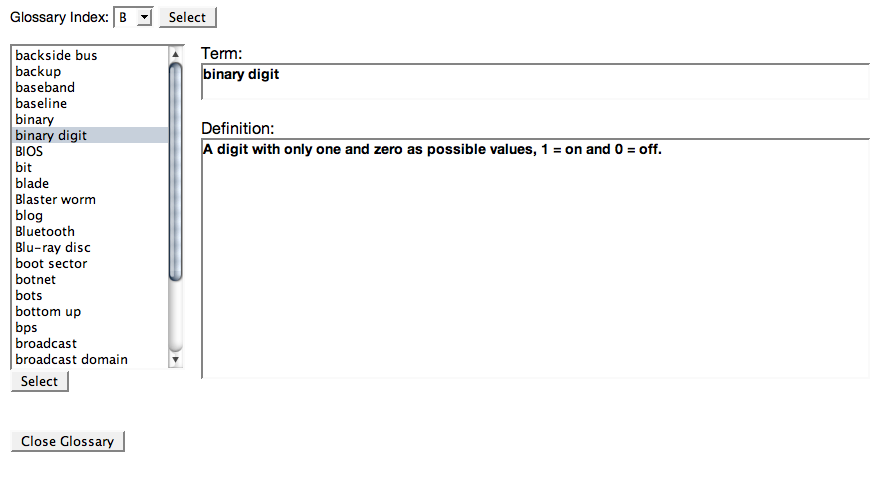 Glossary Index: B Select
backside bus
backup
baseband
baseline
binary
binary digit
BIOS
bit
blade
Blaster worm
blog
Bluetooth
Blu-ray disc
boot sector
botnet
bots
bottom up
bps
broadcast
broadcast domain
Select
Close Glossary
Term:
binary digit
Definition:
A digit with only one and zero as possible values, 1 = on and 0 = off.